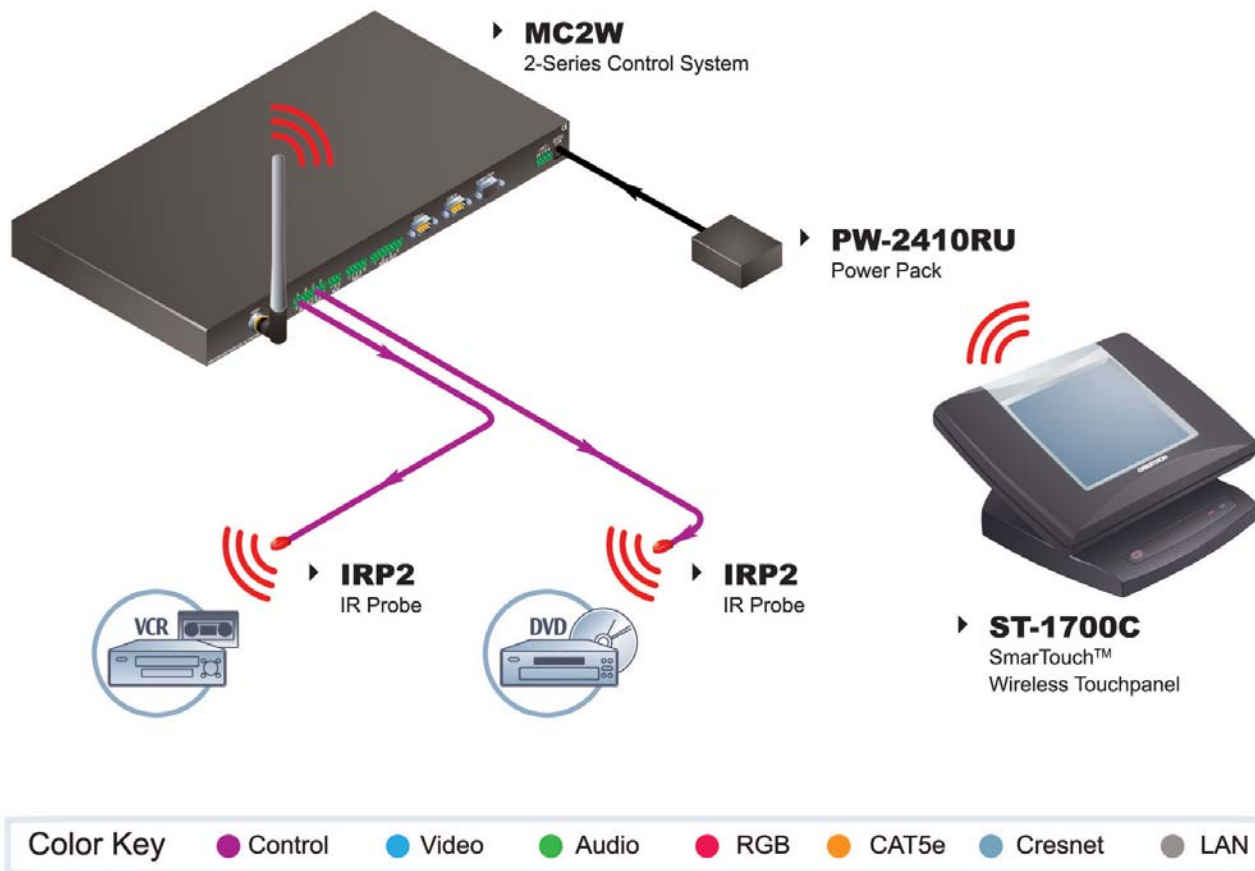 MC2W
2-Series Control System
PW-2410RU
Power Pack
CRESTRON
IRP2
IR Probe
IRP2
IR Probe
VCR
DVD
ST-1700C
SmarTouch™
Wireless Touchpanel
Color Key
Control
Video
Audio
RGB
CAT5e
Cresnet
LAN